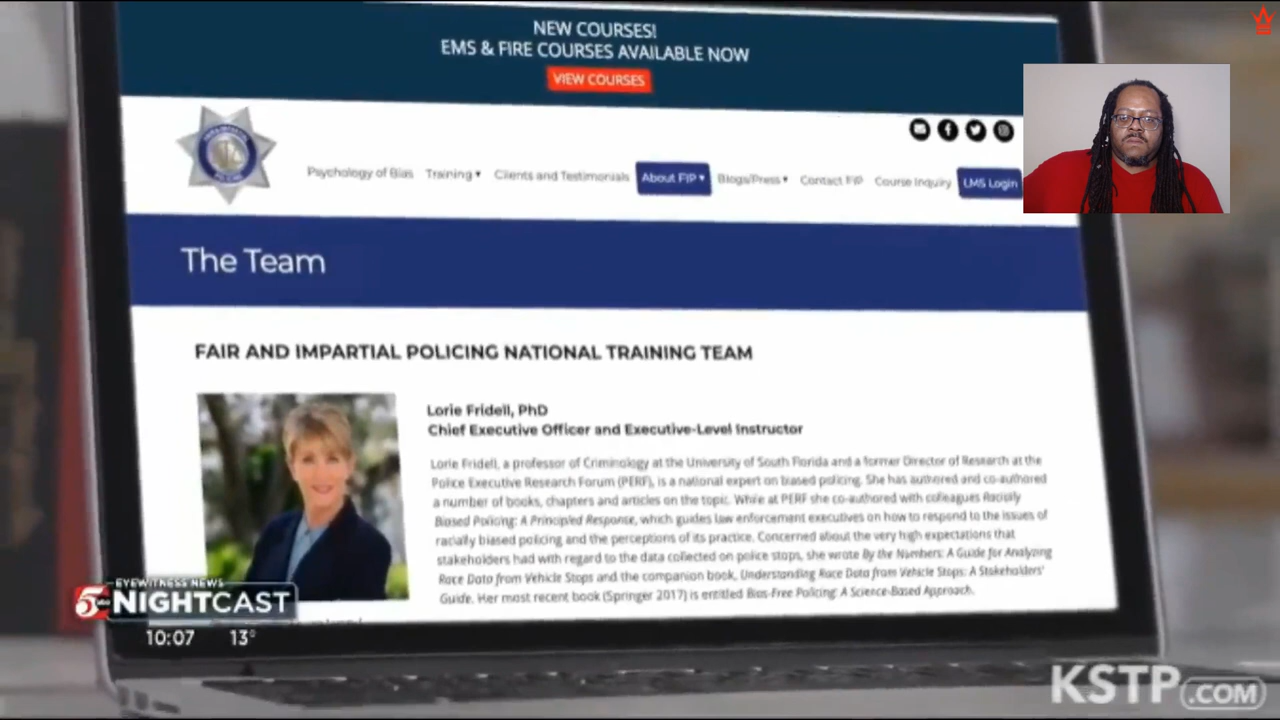 NEW COURSES!
EMS & FIRE COURSES AVAILABLE NOW
VIEW COURSES
Psychology of Bias Training Clients and Testimonials About FIP Blogs/Press Contact FIP Course Inquiry LMS Login
The Team
FAIR AND IMPARTIAL POLICING NATIONAL TRAINING TEAM
Lorie Fridell, PhD
Chief Executive Officer and Executive-Level Instructor
Lorie Fridell, a professor of Criminology at the University of South Florida and a former Director of Research at the
Police Executive Research Forum (PERF), is a national expert on biased policing. She has authored and co-authored
a number of books, chapters and articles on the topic. While at PERF she co-authored with colleagues Racially
Biased Policing: A Principled Response, which guides law enforcement executives on how to respond to the issues of
racially biased policing and the perceptions of its practice. Concerned about the very high expectations that
stakeholders had with regard to the data collected on police stops, she wrote By the Numbers: A Guide for Analyzing
Race Data from Vehicle Stops and the companion book, Understanding Race Data from Vehicle Stops: A Stakeholders'
Guide. Her most recent book (Springer 2017) is entitled Bias-Free Policing: A Science-Based Approach.
EYEWITNESS NEWS
5 abc NIGHTCAST
10:07 13°
KSTP.COM